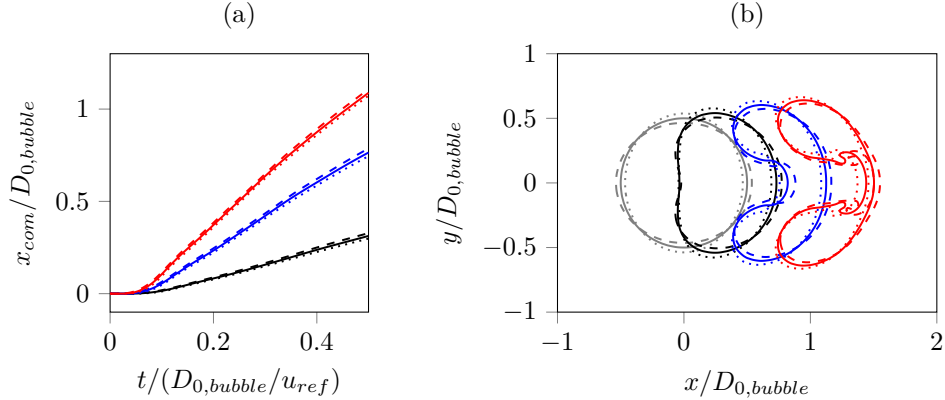 (a)
(b)
x_{com}/D_{0,bubble}
1
0.5
0
0
0.2
0.4
t/(D_{0,bubble}/u_{ref})
y/D_{0,bubble}
1
0.5
0
−0.5
−1
−1
0
1
2
x/D_{0,bubble}